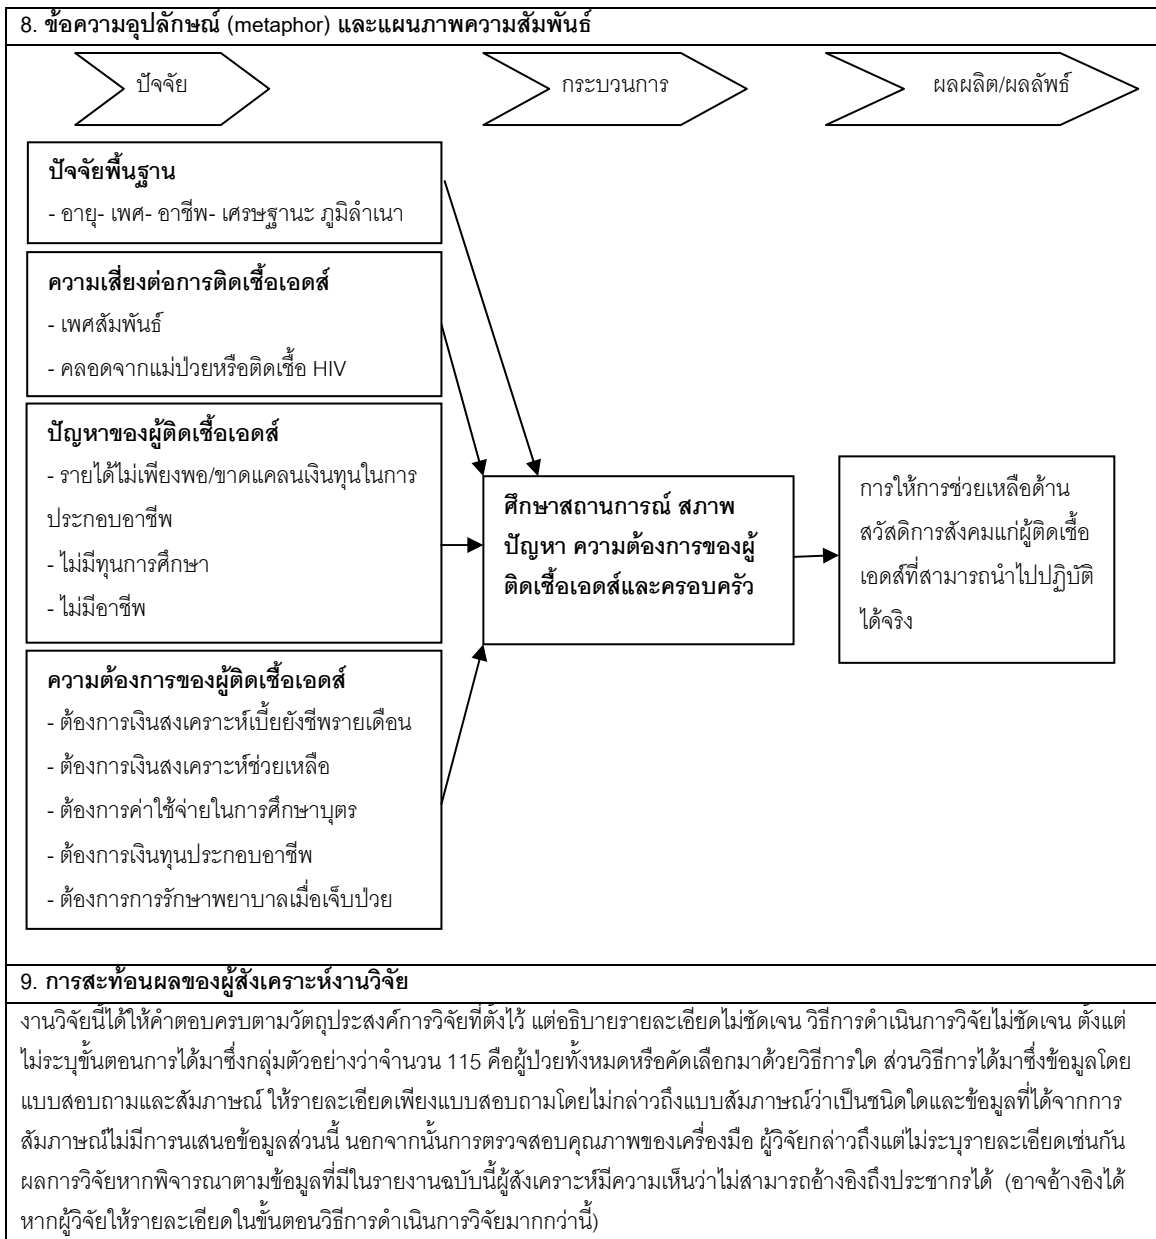 8. ข้อความอุปลักษณ์ (metaphor) และแผนภาพความสัมพันธ์
ปัจจัย
กระบวนการ
ผลผลิต/ผลลัพธ์
ปัจจัยพื้นฐาน
- อายุ- เพศ- อาชีพ- เศรษฐานะ ภูมิลำเนา
ความเสี่ยงต่อการติดเชื้อเอดส์
- เพศสัมพันธ์
- คลอดจากแม่ป่วยหรือติดเชื้อ HIV
ปัญหาของผู้ติดเชื้อเอดส์
- รายได้ไม่เพียงพอ/ขาดแคลนเงินทุนในการ
ประกอบอาชีพ
- ไม่มีทุนการศึกษา
- ไม่มีอาชีพ
ความต้องการของผู้ติดเชื้อเอดส์
- ต้องการเงินสงเคราะห์เบี้ยยังชีพรายเดือน
- ต้องการเงินสงเคราะห์ช่วยเหลือ
- ต้องการค่าใช้จ่ายในการศึกษาบุตร
- ต้องการเงินทุนประกอบอาชีพ
- ต้องการการรักษาพยาบาลเมื่อเจ็บป่วย
ศึกษาสถานการณ์ สภาพ
ปัญหา ความต้องการของผู้
ติดเชื้อเอดส์และครอบครัว
การให้การช่วยเหลือด้าน
สวัสดิการสังคมแก่ผู้ติดเชื้อ
เอดส์ที่สามารถนำไปปฏิบัติ
ได้จริง
9. การสะท้อนผลของผู้สังเคราะห์งานวิจัย
งานวิจัยนี้ได้ให้คำตอบครบตามวัตถุประสงค์การวิจัยที่ตั้งไว้ แต่อธิบายรายละเอียดไม่ชัดเจน วิธีการดำเนินการวิจัยไม่ชัดเจน ตั้งแต่
ไม่ระบุขั้นตอนการได้มาซึ่งกลุ่มตัวอย่างว่าจำนวน 115 คือผู้ป่วยทั้งหมดหรือคัดเลือกมาด้วยวิธีการใด ส่วนวิธีการได้มาซึ่งข้อมูลโดย
แบบสอบถามและสัมภาษณ์ ให้รายละเอียดเพียงแบบสอบถามโดยไม่กล่าวถึงแบบสัมภาษณ์ว่าเป็นชนิดใดและข้อมูลที่ได้จากการ
สัมภาษณ์ไม่มีการนเสนอข้อมูลส่วนนี้ นอกจากนั้นการตรวจสอบคุณภาพของเครื่องมือ ผู้วิจัยกล่าวถึงแต่ไม่ระบุรายละเอียดเช่นกัน
ผลการวิจัยหากพิจารณาตามข้อมูลที่มีในรายงานฉบับนี้ผู้สังเคราะห์มีความเห็นว่าไม่สามารถอ้างอิงถึงประชากรได้ (อาจอ้างอิงได้
หากผู้วิจัยให้รายละเอียดในขั้นตอนวิธีการดำเนินการวิจัยมากกว่านี้)